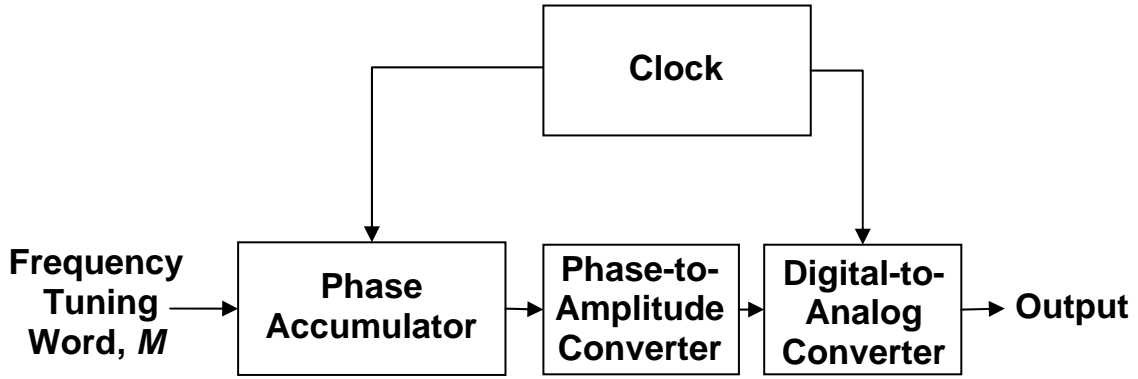 Clock
Frequency
Tuning
Word, M
Phase
Accumulator
Phase-to-
Amplitude
Converter
Digital-to-
Analog
Converter
Output